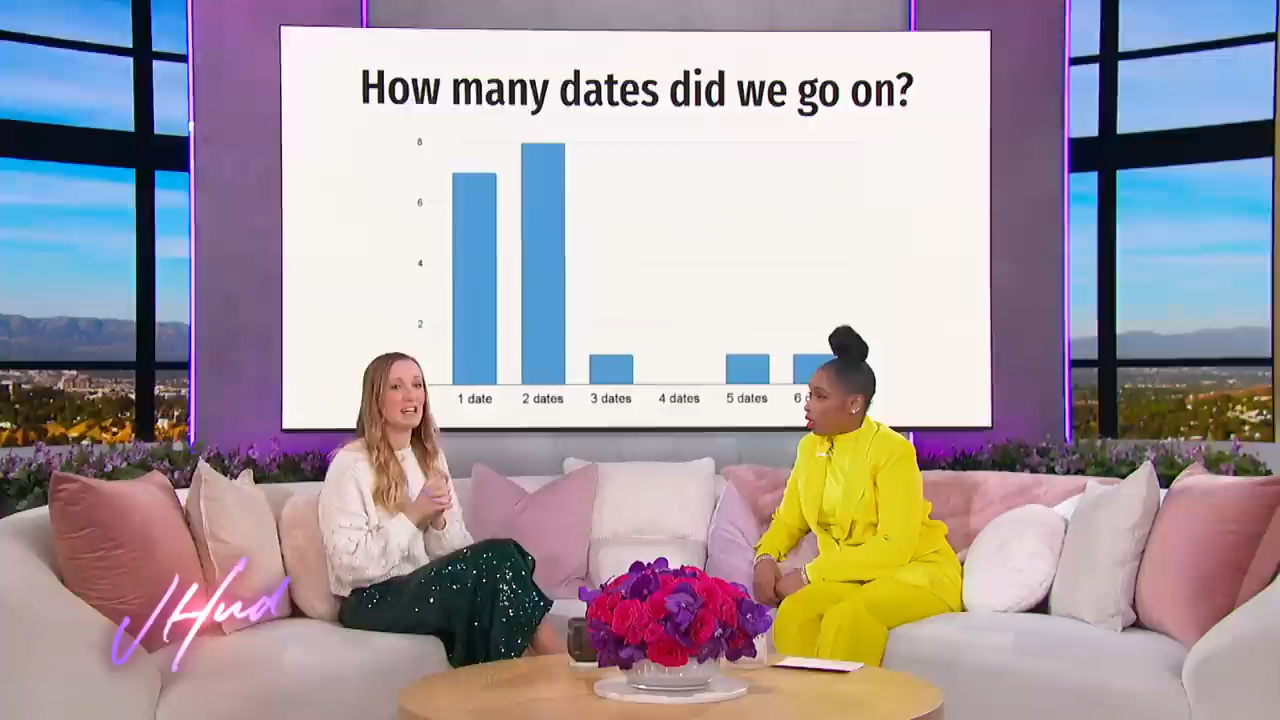 How many dates did we go on?
8
6
4
2
1 date
2 dates
3 dates
4 dates
5 dates
6
JHud